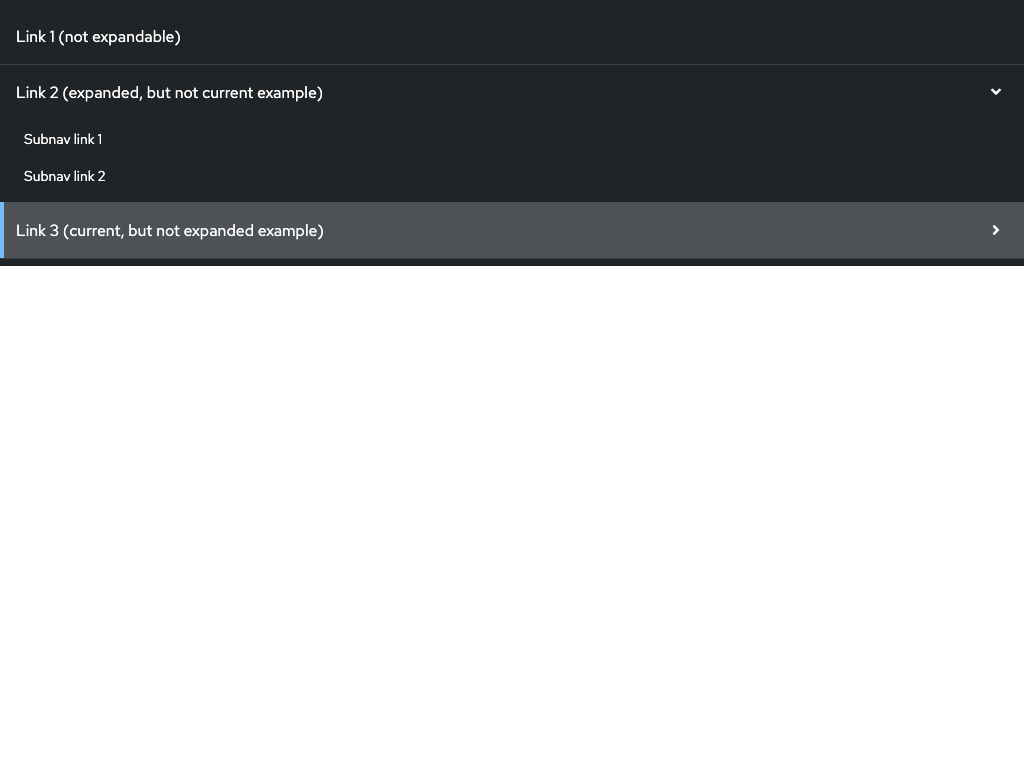 Link 1 (not expandable)
Link 2 (expanded, but not current example)
Subnav link 1
Subnav link 2
Link 3 (current, but not expanded example)